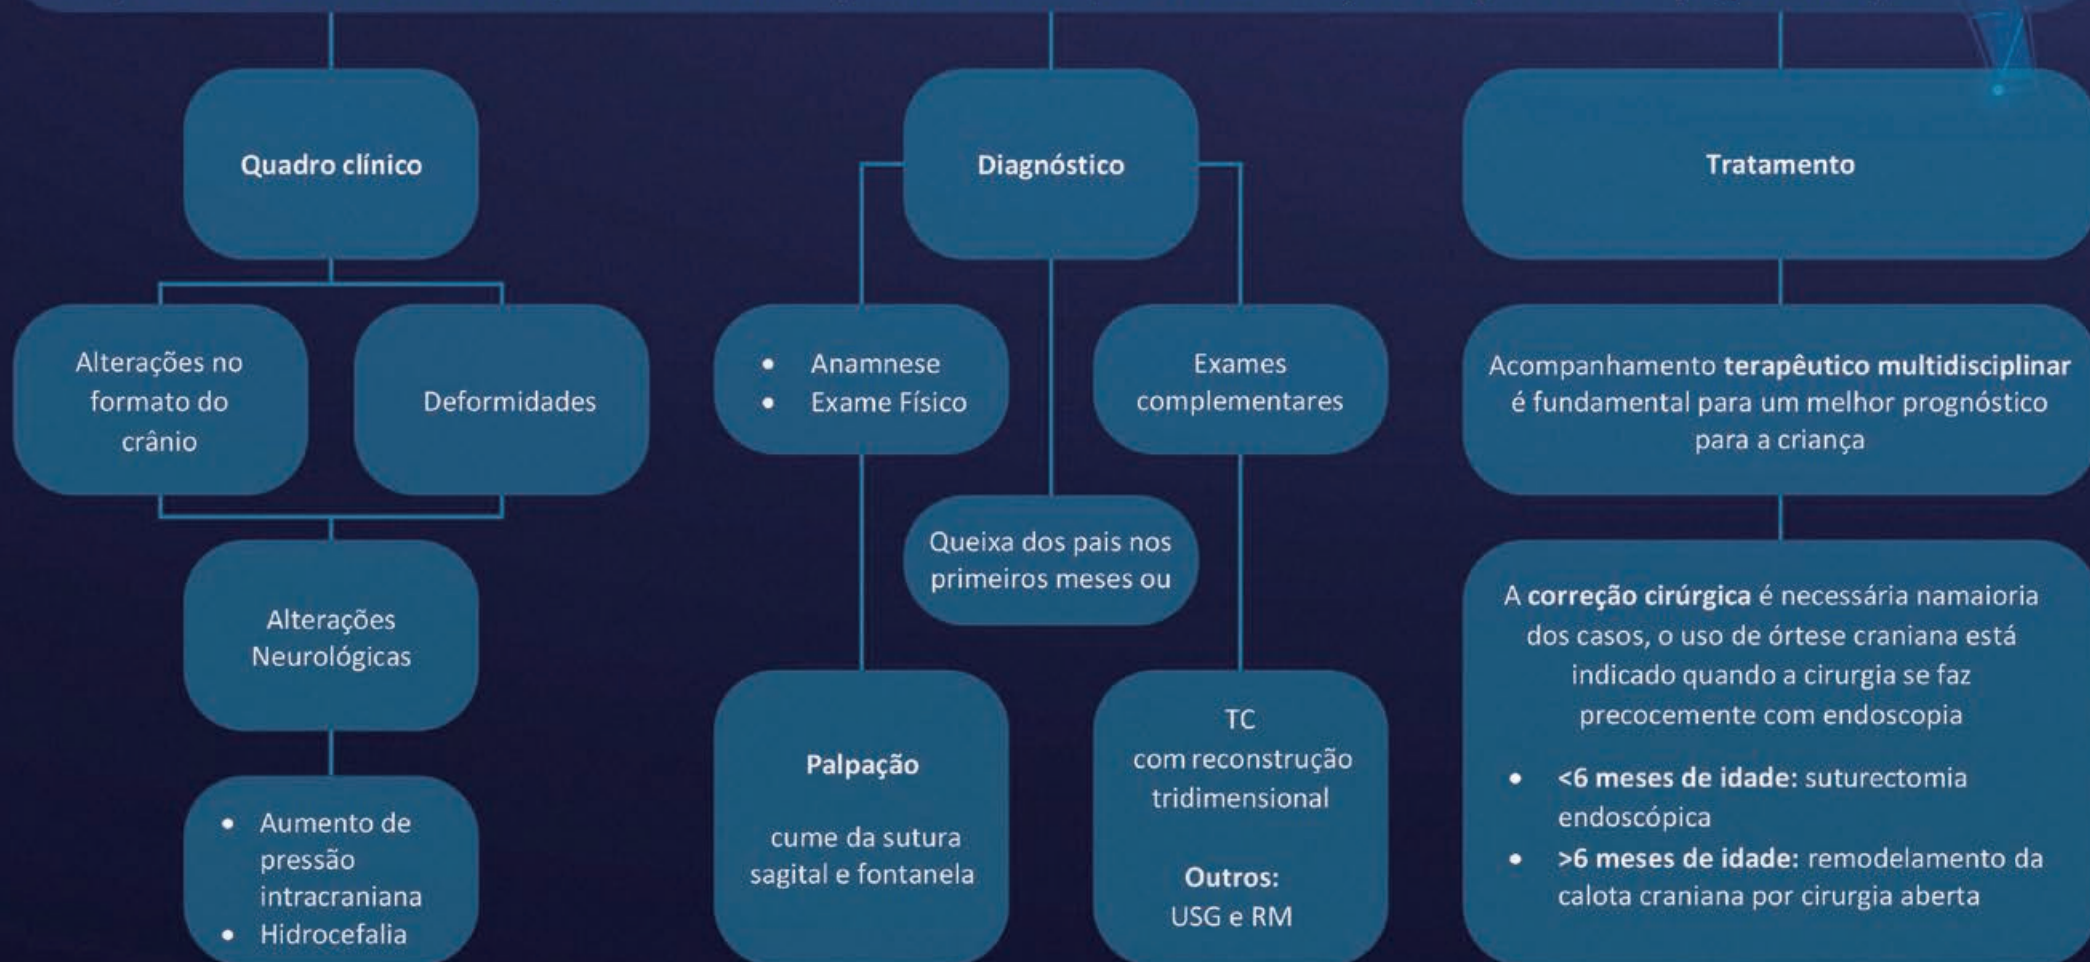 Quadro clínico
Alterações no
formato do
crânio
Deformidades
Alterações
Neurológicas
• Aumento de
pressão
intracraniana
• Hidrocefalia
Diagnóstico
• Anamnese
• Exame Físico
Queixa dos pais nos
primeiros meses ou
Exames
complementares
Palpação
cume da sutura
sagital e fontanela
TC
com reconstrução
tridimensional
Outros:
USG e RM
Tratamento
Acompanhamento terapêutico multidisciplinar
é fundamental para um melhor prognóstico
para a criança
A correção cirúrgica é necessária namaioria
dos casos, o uso de órtese craniana está
indicado quando a cirurgia se faz
precocemente com endoscopia
• <6 meses de idade: suturectomia
endoscópica
• >6 meses de idade: remodelamento da
calota craniana por cirurgia aberta